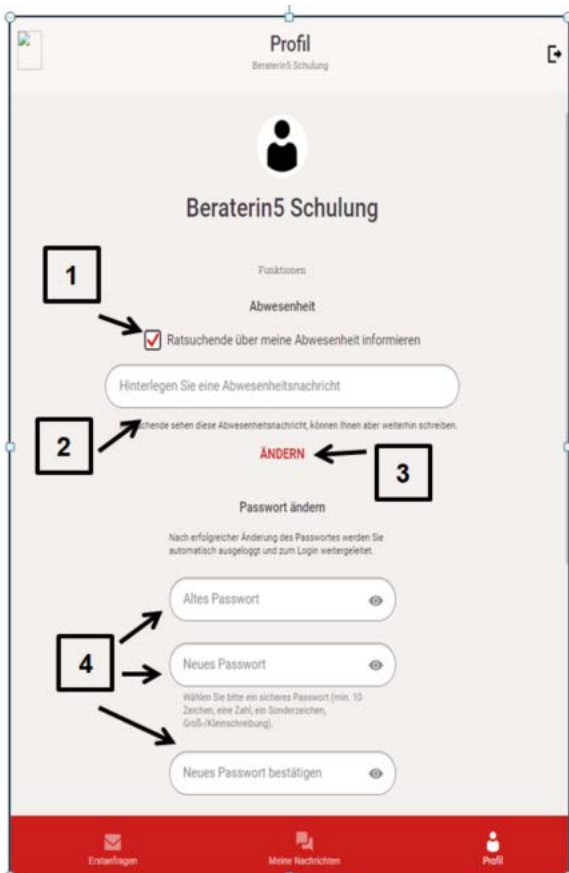 Profil
Beraterin5 Schulung
Beraterin5 Schulung
Funktionen
1
Abwesenheit
Ratsuchende über meine Abwesenheit informieren
Hinterlegen Sie eine Abwesenheitsnachricht
2
sehen diese Abwesenheitsnachricht, können Ihnen aber weiterhin schreiben.
ÄNDERN
3
Passwort ändern
Nach erfolgreicher Änderung des Passwortes werden Sie
automatisch ausgeloggt und zum Login weitergeleitet.
Altes Passwort
4
Neues Passwort
Wählen Sie bitte ein sicheres Passwort (min. 10
Zeichen, eine Zahl, ein Sonderzeichen,
Groß-/Kleinschreibung).
Neues Passwort bestätigen
Erstanfragen
Meine Nachrichten
Profil